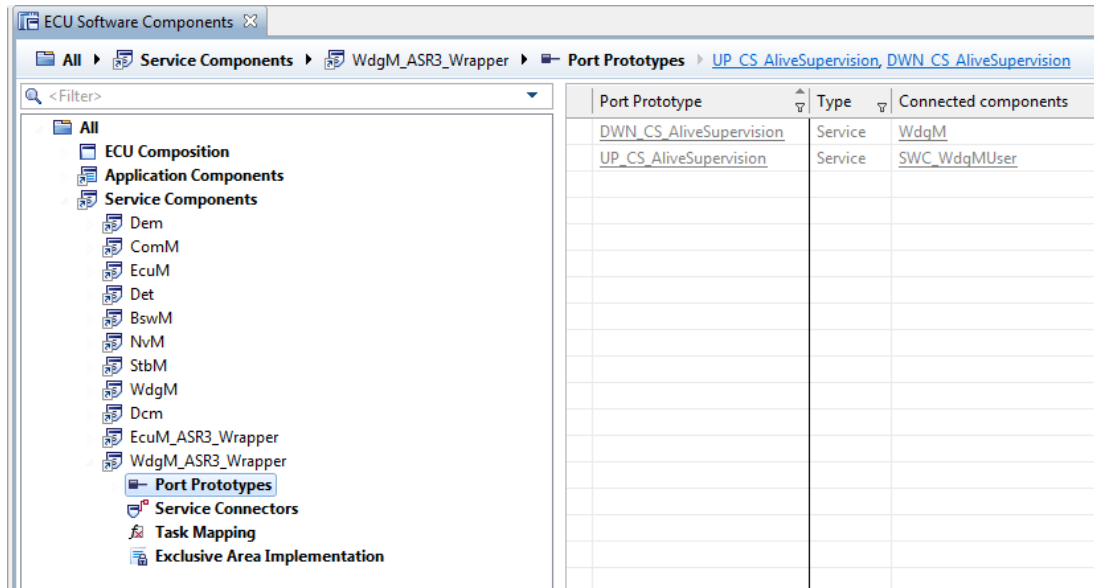 ECU Software Components
All Service Components WdgM_ASR3_Wrapper Port Prototypes UP_CS_AliveSupervision, DWN_CS_AliveSupervision
<Filter>
All
ECU Composition
Application Components
Service Components
Dem
ComM
EcuM
Det
BswM
NvM
StbM
WdgM
Dcm
EcuM_ASR3_Wrapper
WdgM_ASR3_Wrapper
Port Prototypes
Service Connectors
Task Mapping
Exclusive Area Implementation
Port Prototype Type Connected components
DWN_CS_AliveSupervision Service WdgM
UP_CS_AliveSupervision Service SWC_WdgMUser